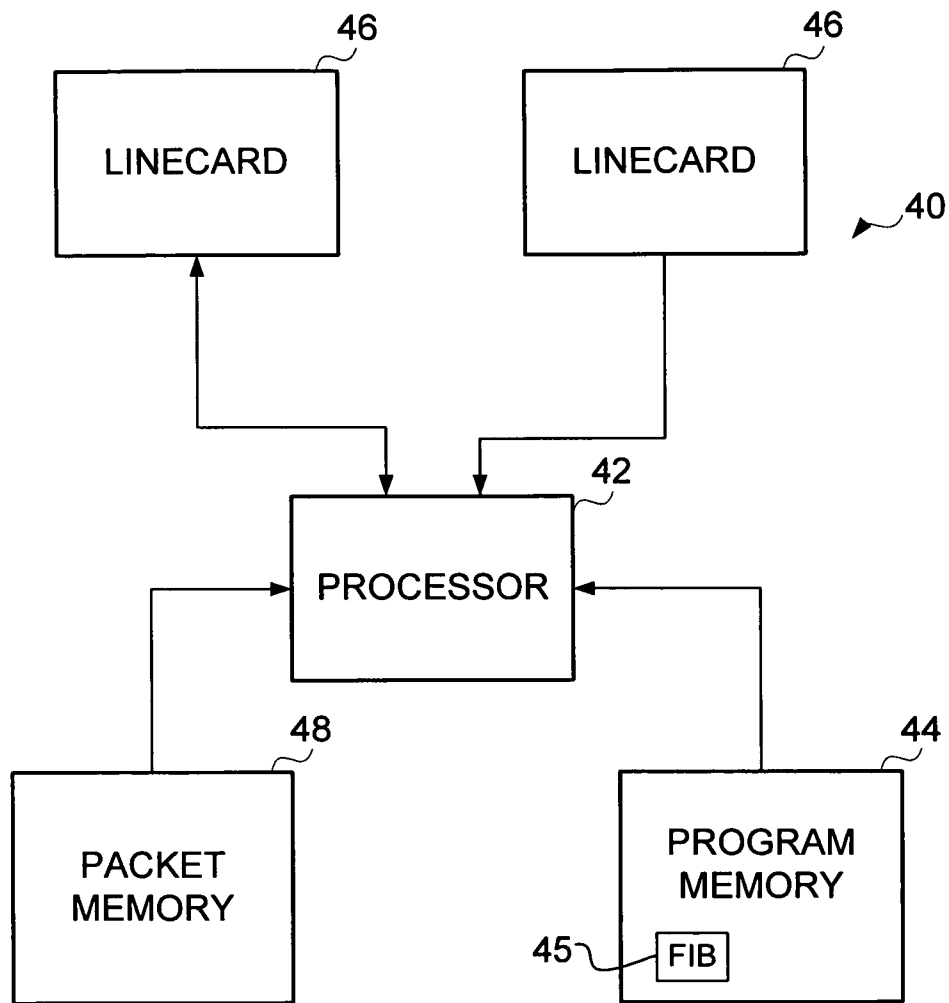 46
46
LINECARD
LINECARD
40
42
PROCESSOR
48
44
PACKET
MEMORY
PROGRAM
MEMORY
45
FIB